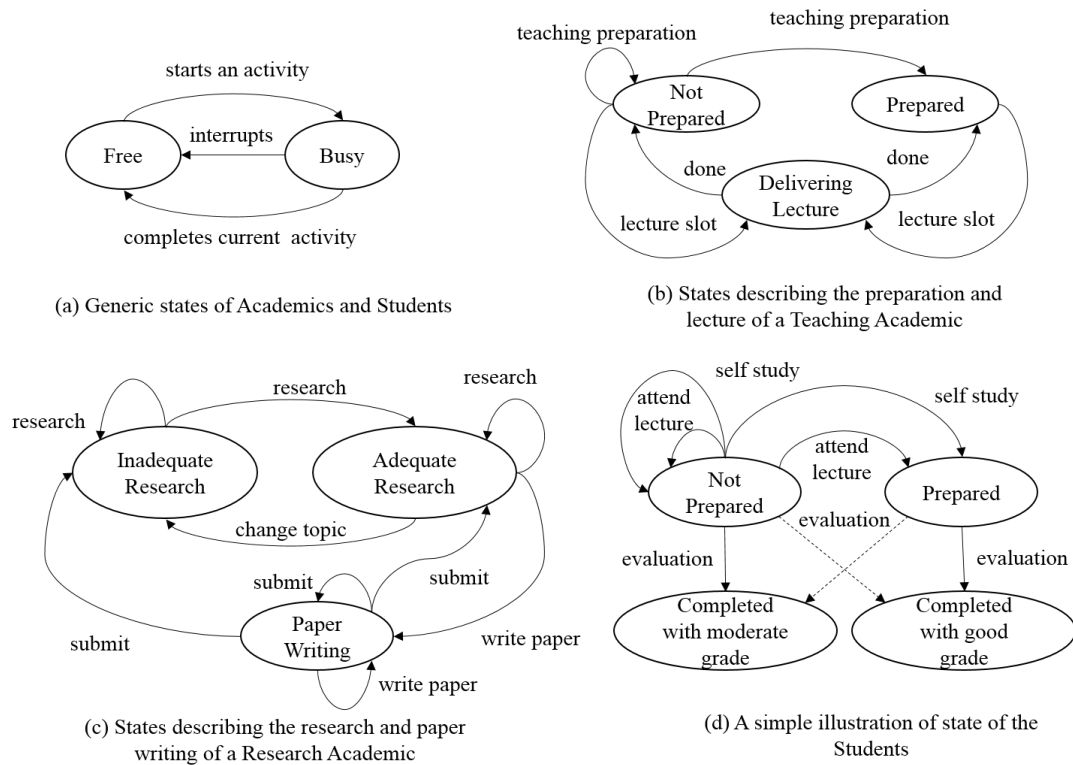 starts an activity
Free
interrupts
Busy
completes current activity
(a) Generic states of Academics and Students
teaching preparation
teaching preparation
Not
Prepared
Prepared
done
done
Delivering
Lecture
lecture slot
lecture slot
(b) States describing the preparation and
lecture of a Teaching Academic
research
research
research
Inadequate
Research
Adequate
Research
change topic
submit
submit
submit
Paper
Writing
write paper
write paper
(c) States describing the research and paper
writing of a Research Academic
self study
self study
attend
lecture
attend
lecture
Not
Prepared
Prepared
evaluation
evaluation
evaluation
Completed
with moderate
grade
Completed
with good
grade
(d) A simple illustration of state of the
Students